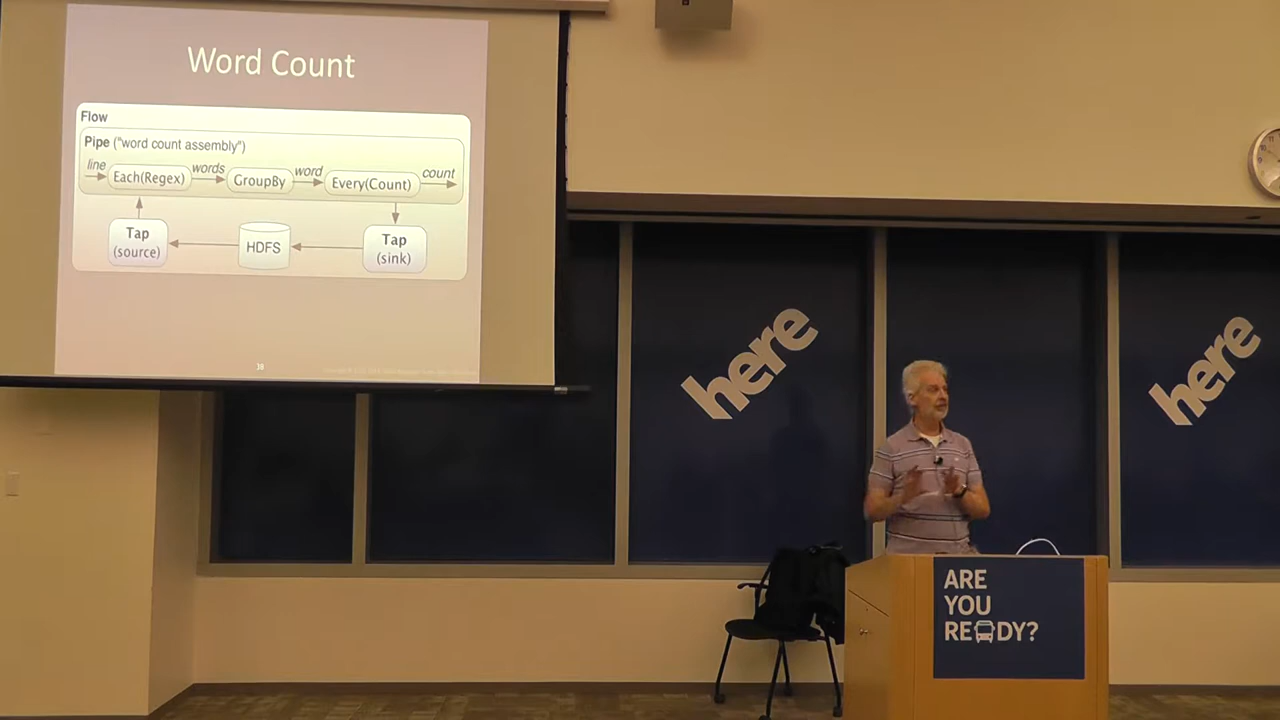 Word Count
Flow
Pipe ("word count assembly")
line Each(Regex) words GroupBy word Every(Count) count
Tap
(source)
HDFS
Tap
(sink)
10
here
here
ARE
YOU
READY?